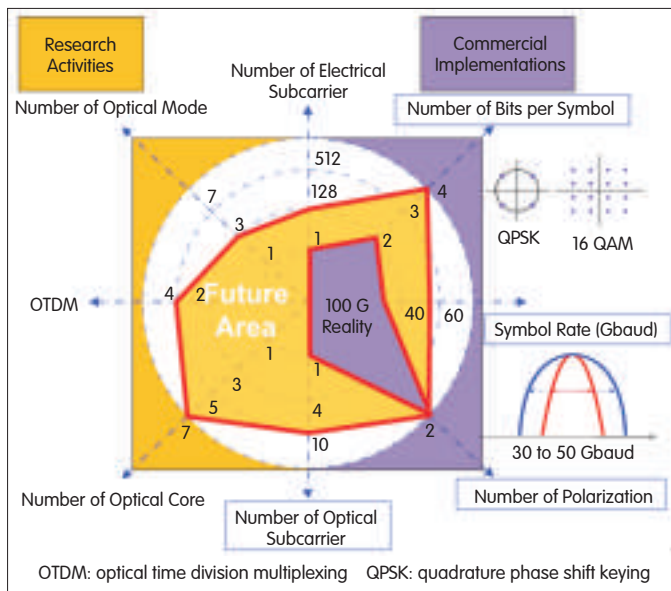 Research
Activities
Commercial
Implementations
Number of Electrical
Subcarrier
Number of Optical Mode
Number of Bits per Symbol
512
7
128
4
3
3
1
1
2
QPSK
16 QAM
OTDM
4
2
Future
Area
100 G
Reality
40
60
Symbol Rate (Gbaud)
1
1
3
5
4
7
10
2
30 to 50 Gbaud
Number of Optical Core
Number of Optical
Subcarrier
Number of Polarization
OTDM: optical time division multiplexing QPSK: quadrature phase shift keying